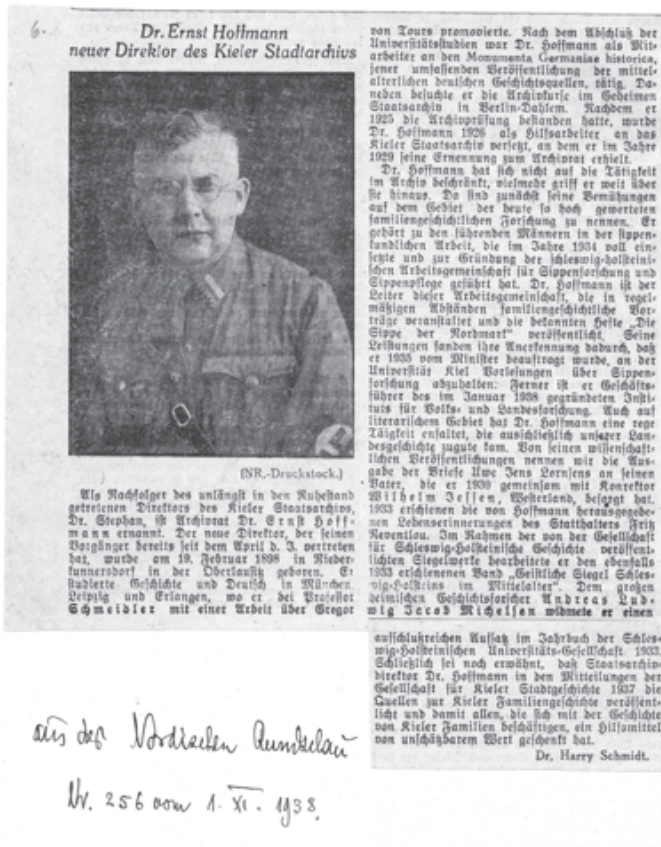 6.
Dr. Ernst Hoffmann
neuer Direktor des Kieler Stadtarchivs
(NR.-Druckstock.)
Als Nachfolger des unlängst in den Ruhestand
getretenen Direktors des Kieler Staatsarchivs,
Dr. Stephan, ist Archivrat Dr. Ernst Hoff-
mann ernannt. Der neue Direktor, der seinen
Vorgänger bereits seit dem April d. J. vertreten
hat, wurde am 19. Februar 1898 in Nieder-
kunnersdorf in der Oberlausitz geboren. Er
studierte Geschichte und Deutsch in München,
Leipzig und Erlangen, wo er bei Professor
Schmeidler mit einer Arbeit über Gregor
von Tours promovierte. Nach dem Abschluß der
Universitätsstudien war Dr. Hoffmann als Mit-
arbeiter an den Monumenta Germaniae historica,
jener umfassenden Veröffentlichung der mittel-
alterlichen deutschen Geschichtsquellen, tätig. Da-
neben besuchte er die Archivkurse im Geheimen
Staatsarchiv in Berlin-Dahlem. Nachdem er
1925 die Archivprüfung bestanden hatte, wurde
Dr. Hoffmann 1926 als Hilfsarbeiter an das
Kieler Staatsarchiv versetzt, an dem er im Jahre
1929 seine Ernennung zum Archivrat erhielt.
Dr. Hoffmann hat sich nicht auf die Tätigkeit
im Archiv beschränkt, vielmehr griff er weit über
sie hinaus. Da sind zunächst seine Bemühungen
auf dem Gebiet der heute so hoch gewerteten
familiengeschichtlichen Forschung zu nennen. Er
gehört zu den führenden Männern in der sippen-
kundlichen Arbeit, die im Jahre 1934 voll ein-
setzte und zur Gründung der schleswig-holsteini-
schen Arbeitsgemeinschaft für Sippenforschung und
Sippenpflege geführt hat. Dr. Hoffmann ist der
Leiter dieser Arbeitsgemeinschaft, die in regel-
mäßigen Abständen familiengeschichtliche Vor-
träge veranstaltet und die bekannten Hefte „Die
Sippe der Nordmark" veröffentlicht. Seine
Leistungen fanden ihre Anerkennung dadurch, daß
er 1935 vom Minister beauftragt wurde, an der
Universität Kiel Vorlesungen über Sippen-
forschung abzuhalten. Ferner ist er Geschäfts-
führer des im Januar 1938 gegründeten Insti-
tuts für Volks- und Landesforschung. Auch auf
literarischem Gebiet hat Dr. Hoffmann eine rege
Tätigkeit entfaltet, die ausschließlich unserer Lan-
desgeschichte zugute kam. Von seinen wissenschaft-
lichen Veröffentlichungen nennen wir die Aus-
gabe der Briefe Uwe Jens Lornsens an seinen
Vater, die er 1930 gemeinsam mit Konrektor
Wilhelm Jessen, Westerland, besorgt hat.
1933 erschienen die von Hoffmann herausgegebe-
nen Lebenserinnerungen des Statthalters Fritz
Reventlou. Im Rahmen der von der Gesellschaft
für Schleswig-Holsteinische Geschichte veröffent-
lichten Siegelwerke bearbeitete er den ebenfalls
1933 erschienenen Band „Geistliche Siegel Schles-
wig-Holsteins im Mittelalter". Dem großen
heimischen Geschichtsforscher Andreas Lud-
wig Jacob Michelsen widmete er einen
aufschlußreichen Aufsatz im Jahrbuch der Schles-
wig-Holsteinischen Universitäts-Gesellschaft 1933.
Schließlich sei noch erwähnt, daß Staatsarchiv-
direktor Dr. Hoffmann in den Mitteilungen der
Gesellschaft für Kieler Stadtgeschichte 1937 die
Quellen zur Kieler Familiengeschichte veröffent-
licht und damit allen, die sich mit der Geschichte
von Kieler Familien beschäftigen, ein Hilfsmittel
von unschätzbarem Wert geschenkt hat.
Dr. Harry Schmidt.
aus der Nordischen Rundschau
Nr. 256 vom 1. XI. 1938.